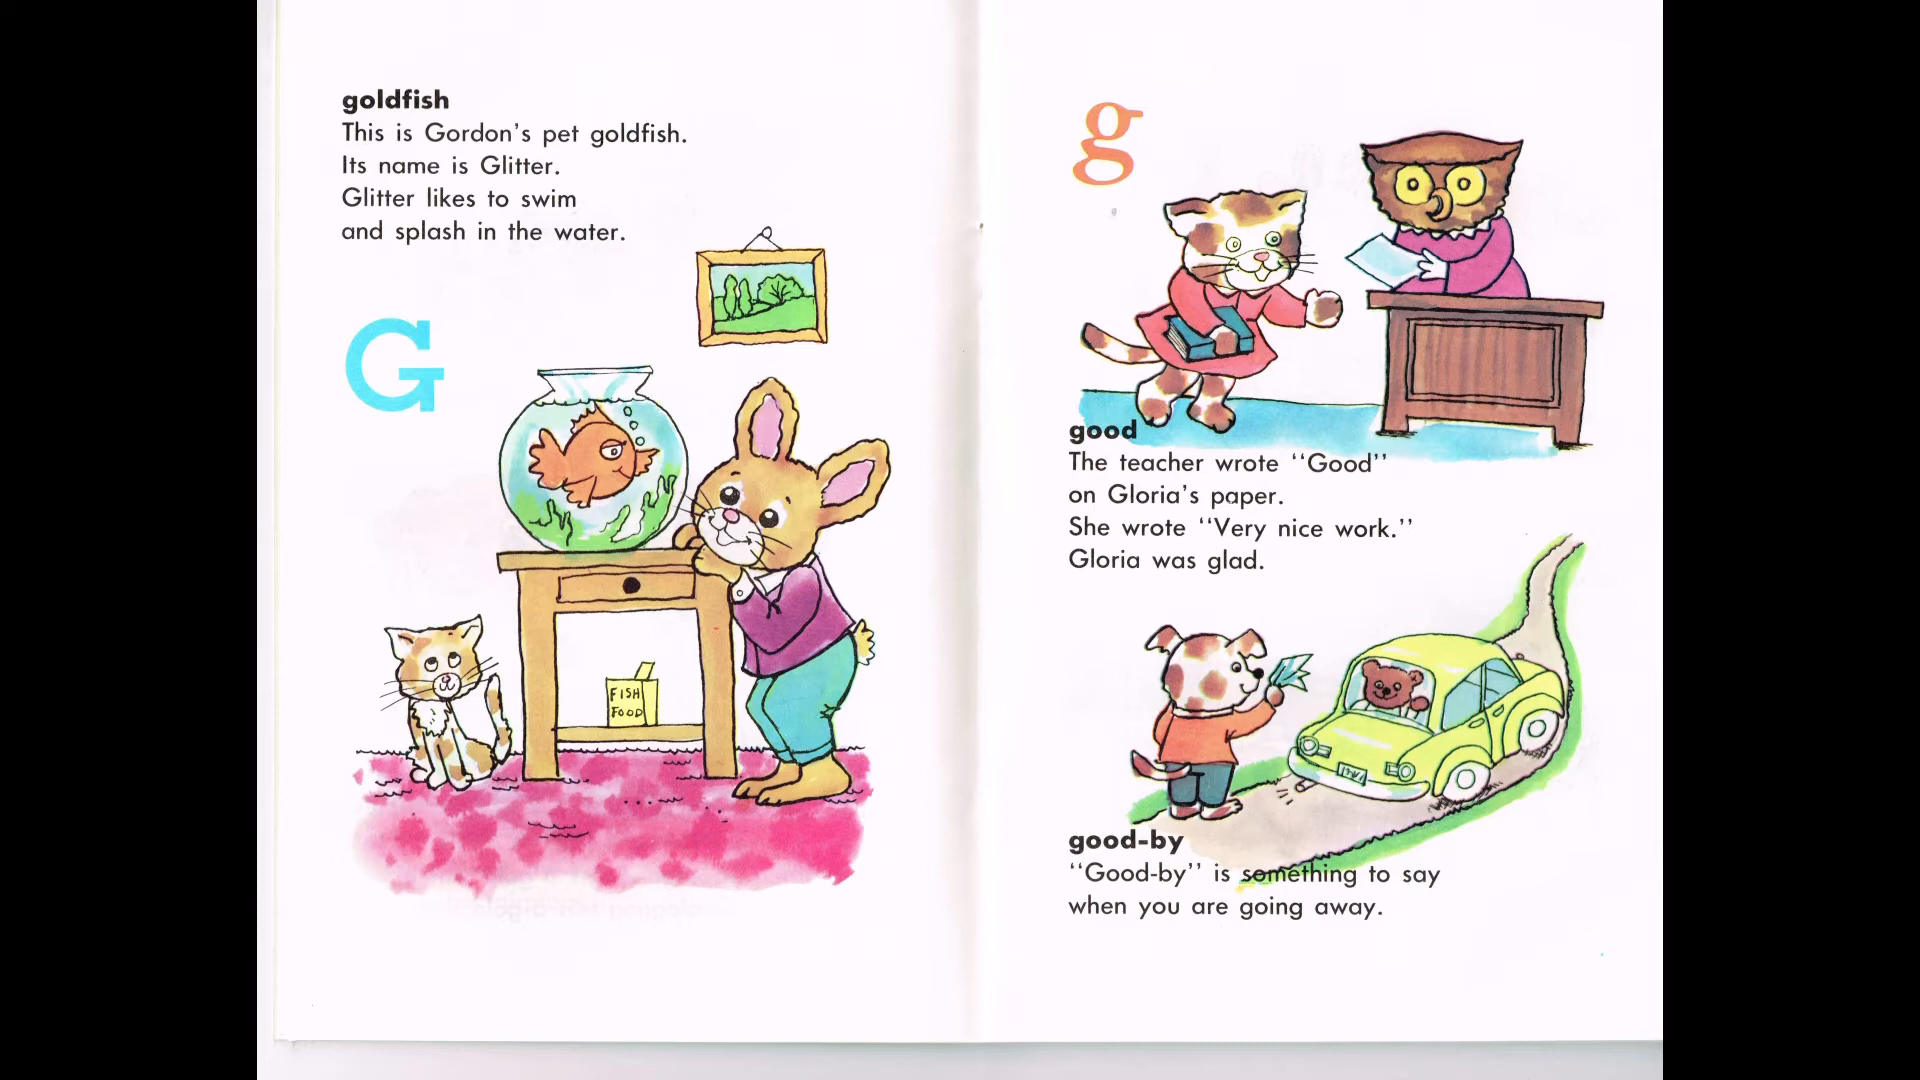 goldfish
This is Gordon's pet goldfish.
Its name is Glitter.
Glitter likes to swim
and splash in the water.
G
FISH
FOOD
g
good
The teacher wrote "Good"
on Gloria's paper.
She wrote "Very nice work."
Gloria was glad.
good-by
"Good-by" is something to say
when you are going away.